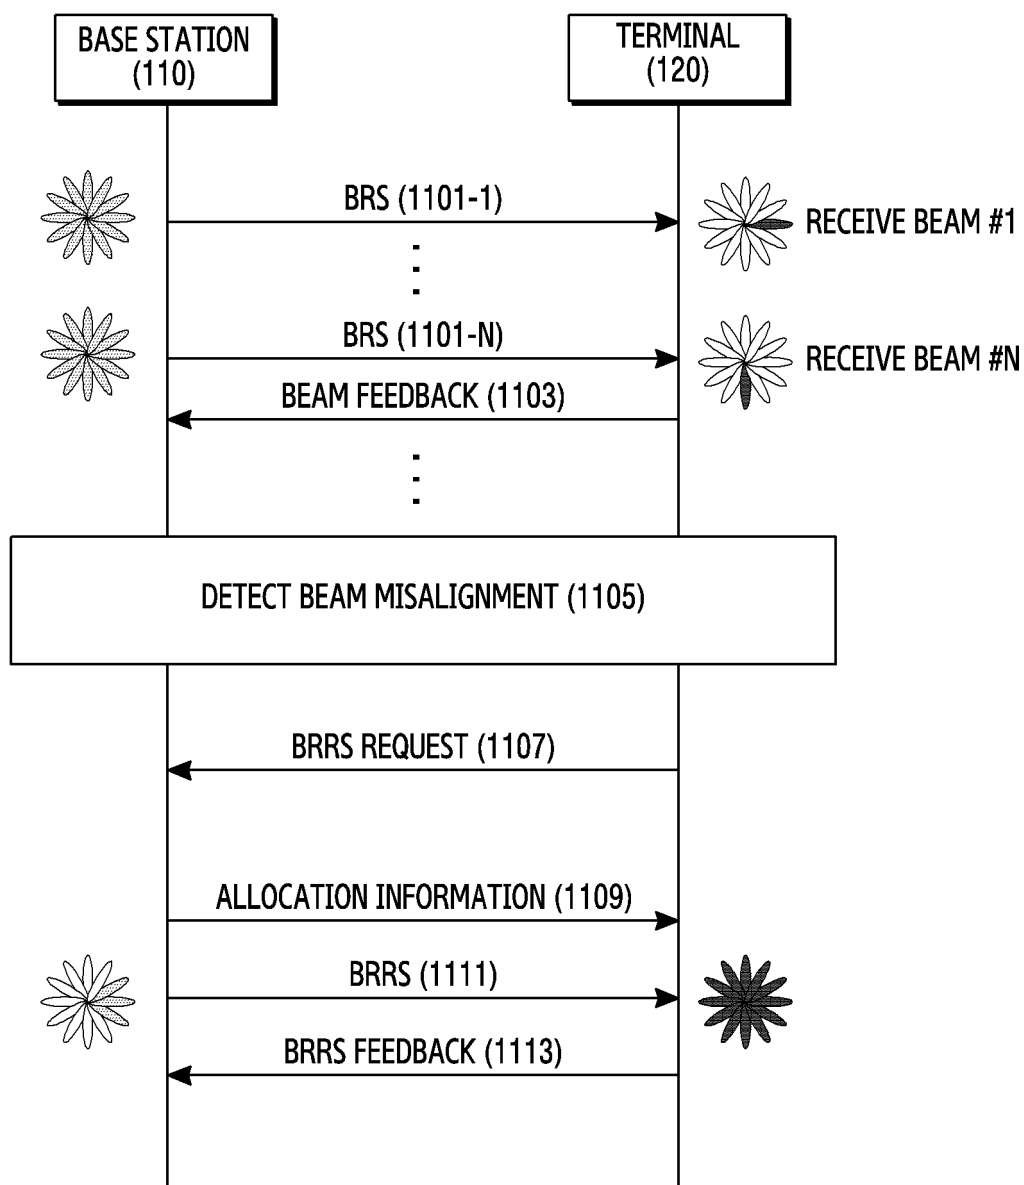 BASE STATION
(110)
TERMINAL
(120)
BRS (1101-1)
RECEIVE BEAM #1
BRS (1101-N)
RECEIVE BEAM #N
BEAM FEEDBACK (1103)
DETECT BEAM MISALIGNMENT (1105)
BRRS REQUEST (1107)
ALLOCATION INFORMATION (1109)
BRRS (1111)
BRRS FEEDBACK (1113)